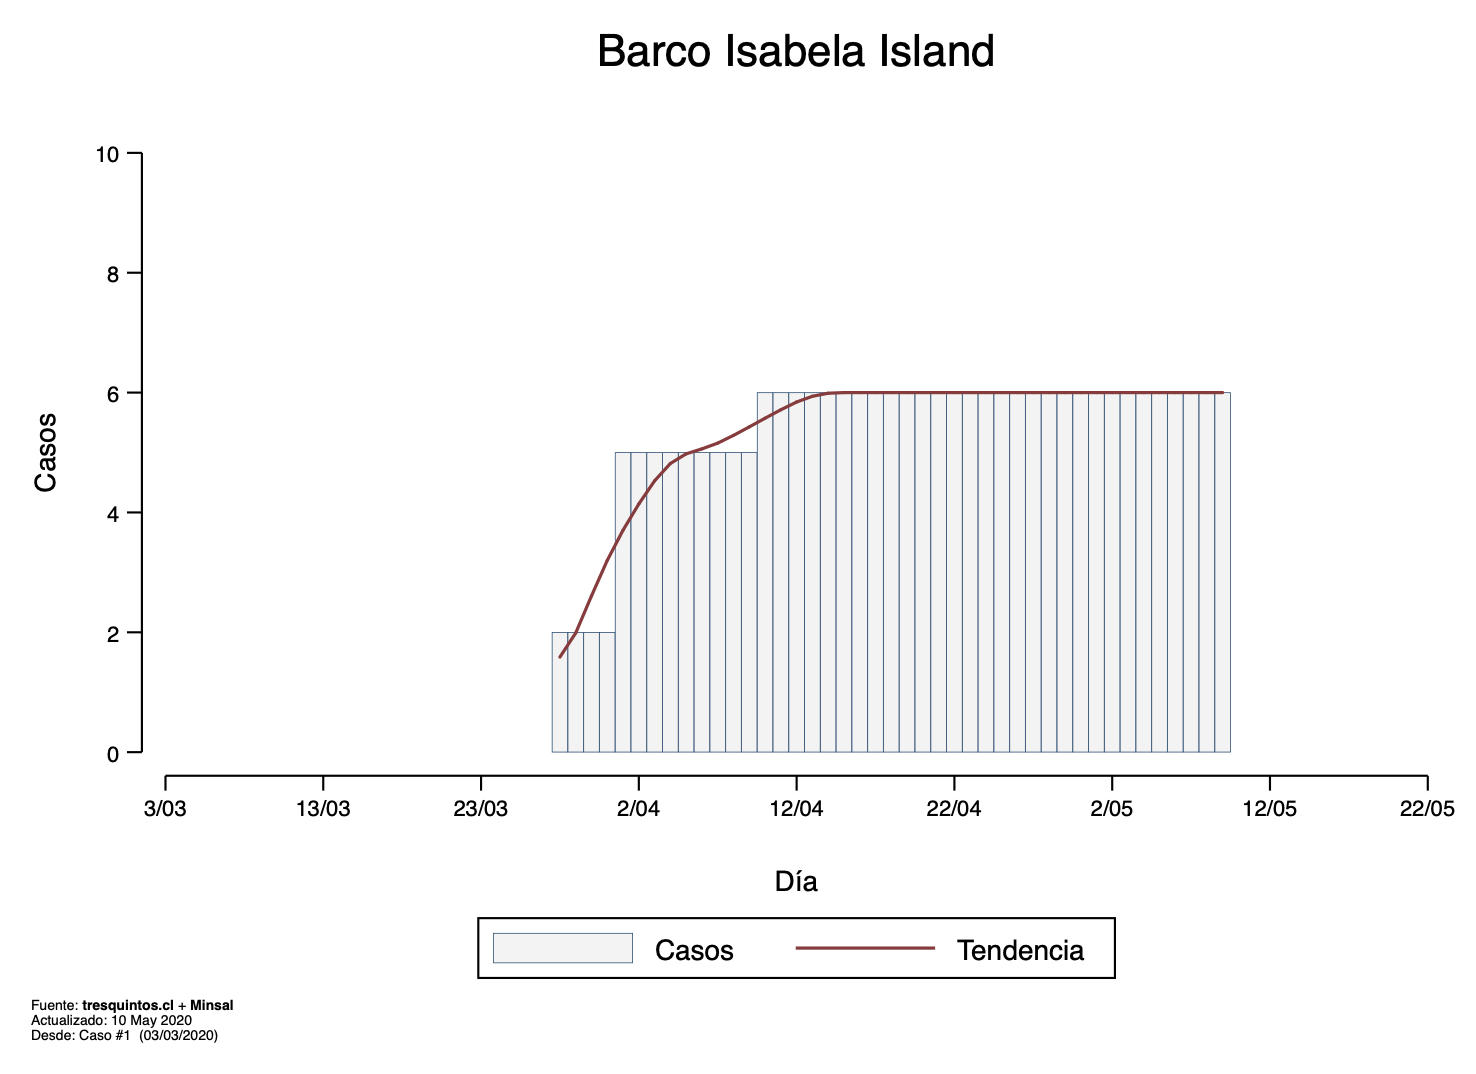 Barco Isabela Island
10
8
6
4
2
0
Casos
3/03 13/03 23/03 2/04 12/04 22/04 2/05 12/05 22/05
Día
Casos Tendencia
Fuente: tresquintos.cl + Minsal
Actualizado: 10 May 2020
Desde: Caso #1 (03/03/2020)